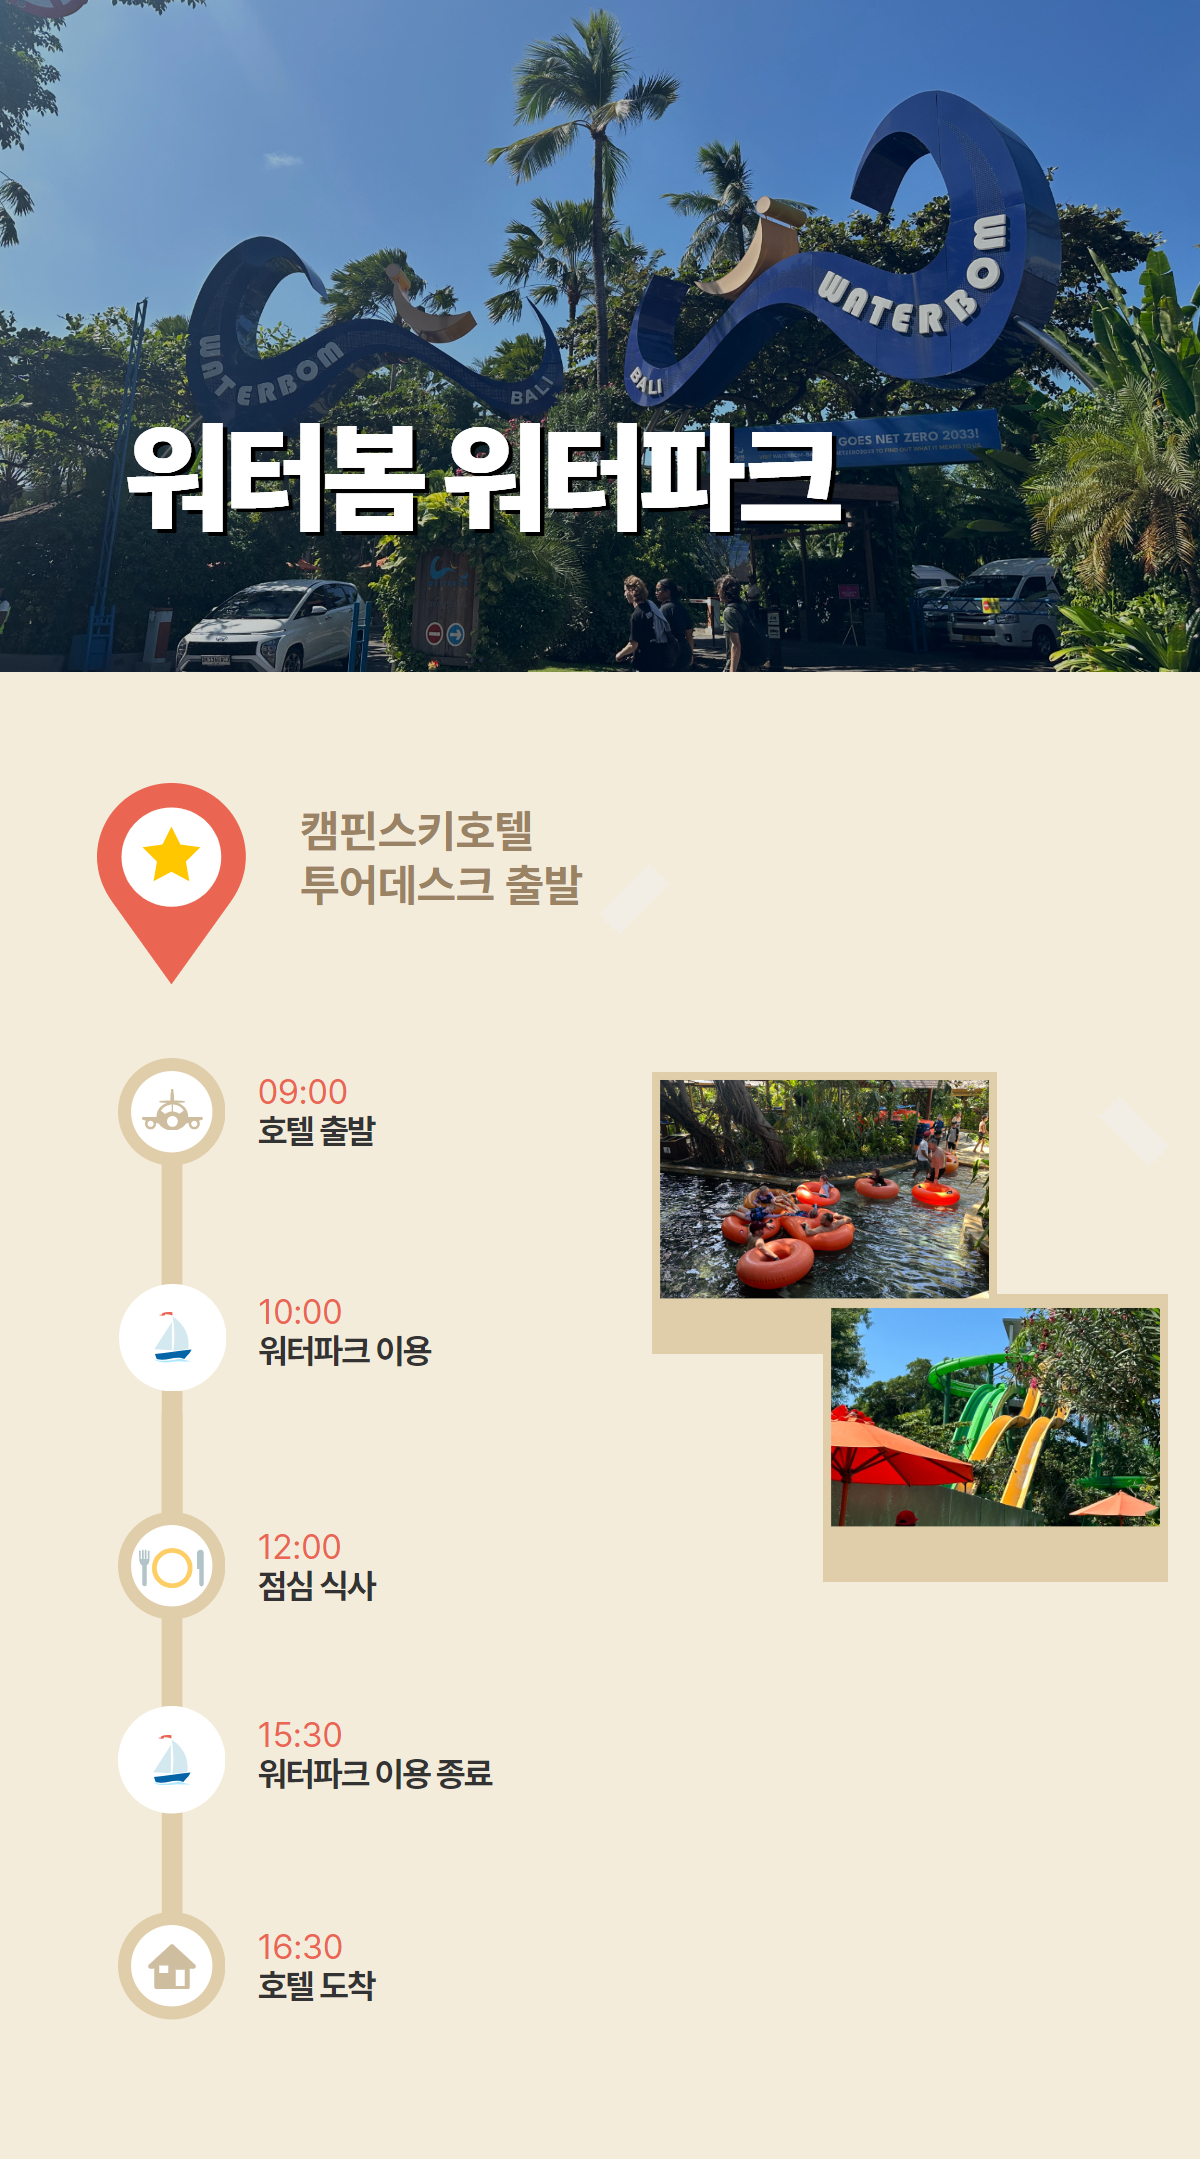 WATERBOM
BALI
BALI
WATERBOM
GOES NET ZERO 2033!
워터봄 워터파크
캠핀스키호텔
투어데스크 출발
09:00
호텔 출발
10:00
워터파크 이용
12:00
점심 식사
15:30
워터파크 이용 종료
16:30
호텔 도착